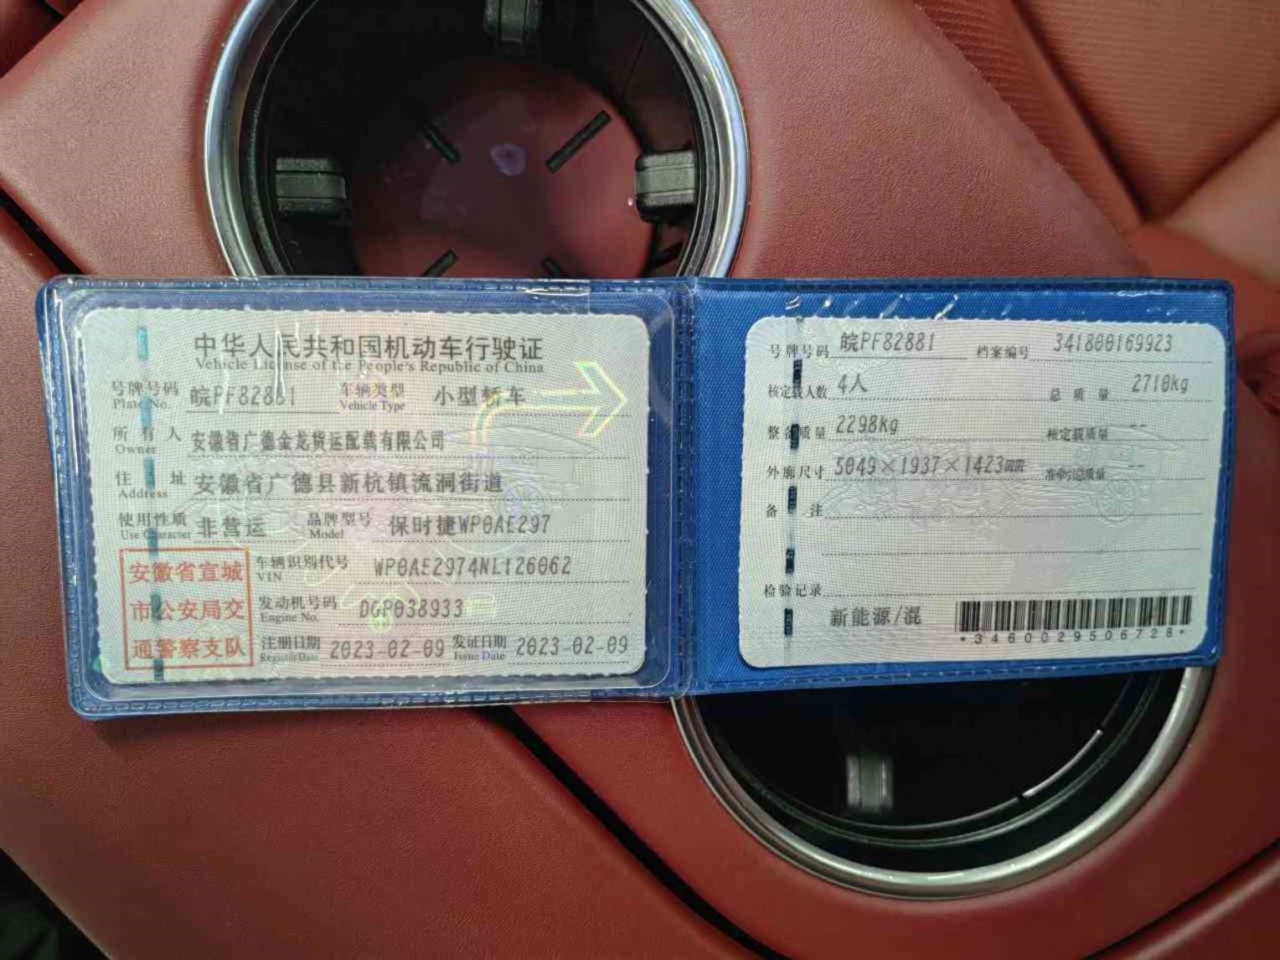 中华人民共和国机动车行驶证
Vehicle License of the People's Republic of China
号牌号码 皖PF82881 车辆类型 小型轿车
Plate No. Vehicle Type
所有人 安徽省广德金龙货运配载有限公司
Owner
住址 安徽省广德县新杭镇流洞街道
Address
使用性质 非营运 品牌型号 保时捷WP0AE297
Use Character Model
安徽省宣城
市公安局交
通警察支队
车辆识别代号 WP0AE2974NL126062
VIN
发动机号码 DGP038933
Engine No.
注册日期 2023-02-09 发证日期 2023-02-09
Register Date Issue Date
号牌号码 皖PF82881 档案编号 341800169923
核定载人数 4人 总质量 2710kg
整备质量 2298kg 核定载质量 --
外廓尺寸 5049×1937×1423mm 准牵引总质量 --
备注
检验记录
新能源/混
*3460029506728*